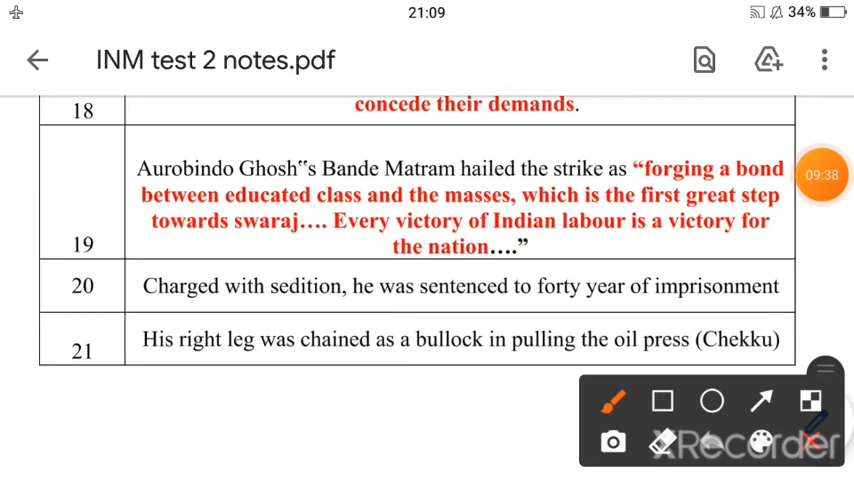 21:09
34%
INM test 2 notes.pdf
18
concede their demands.
Aurobindo Ghosh‟s Bande Matram hailed the strike as “forging a bond
between educated class and the masses, which is the first great step
towards swaraj…. Every victory of Indian labour is a victory for
19
the nation….”
09:38
20
Charged with sedition, he was sentenced to forty year of imprisonment
His right leg was chained as a bullock in pulling the oil press (Chekku)
21
XRecorder